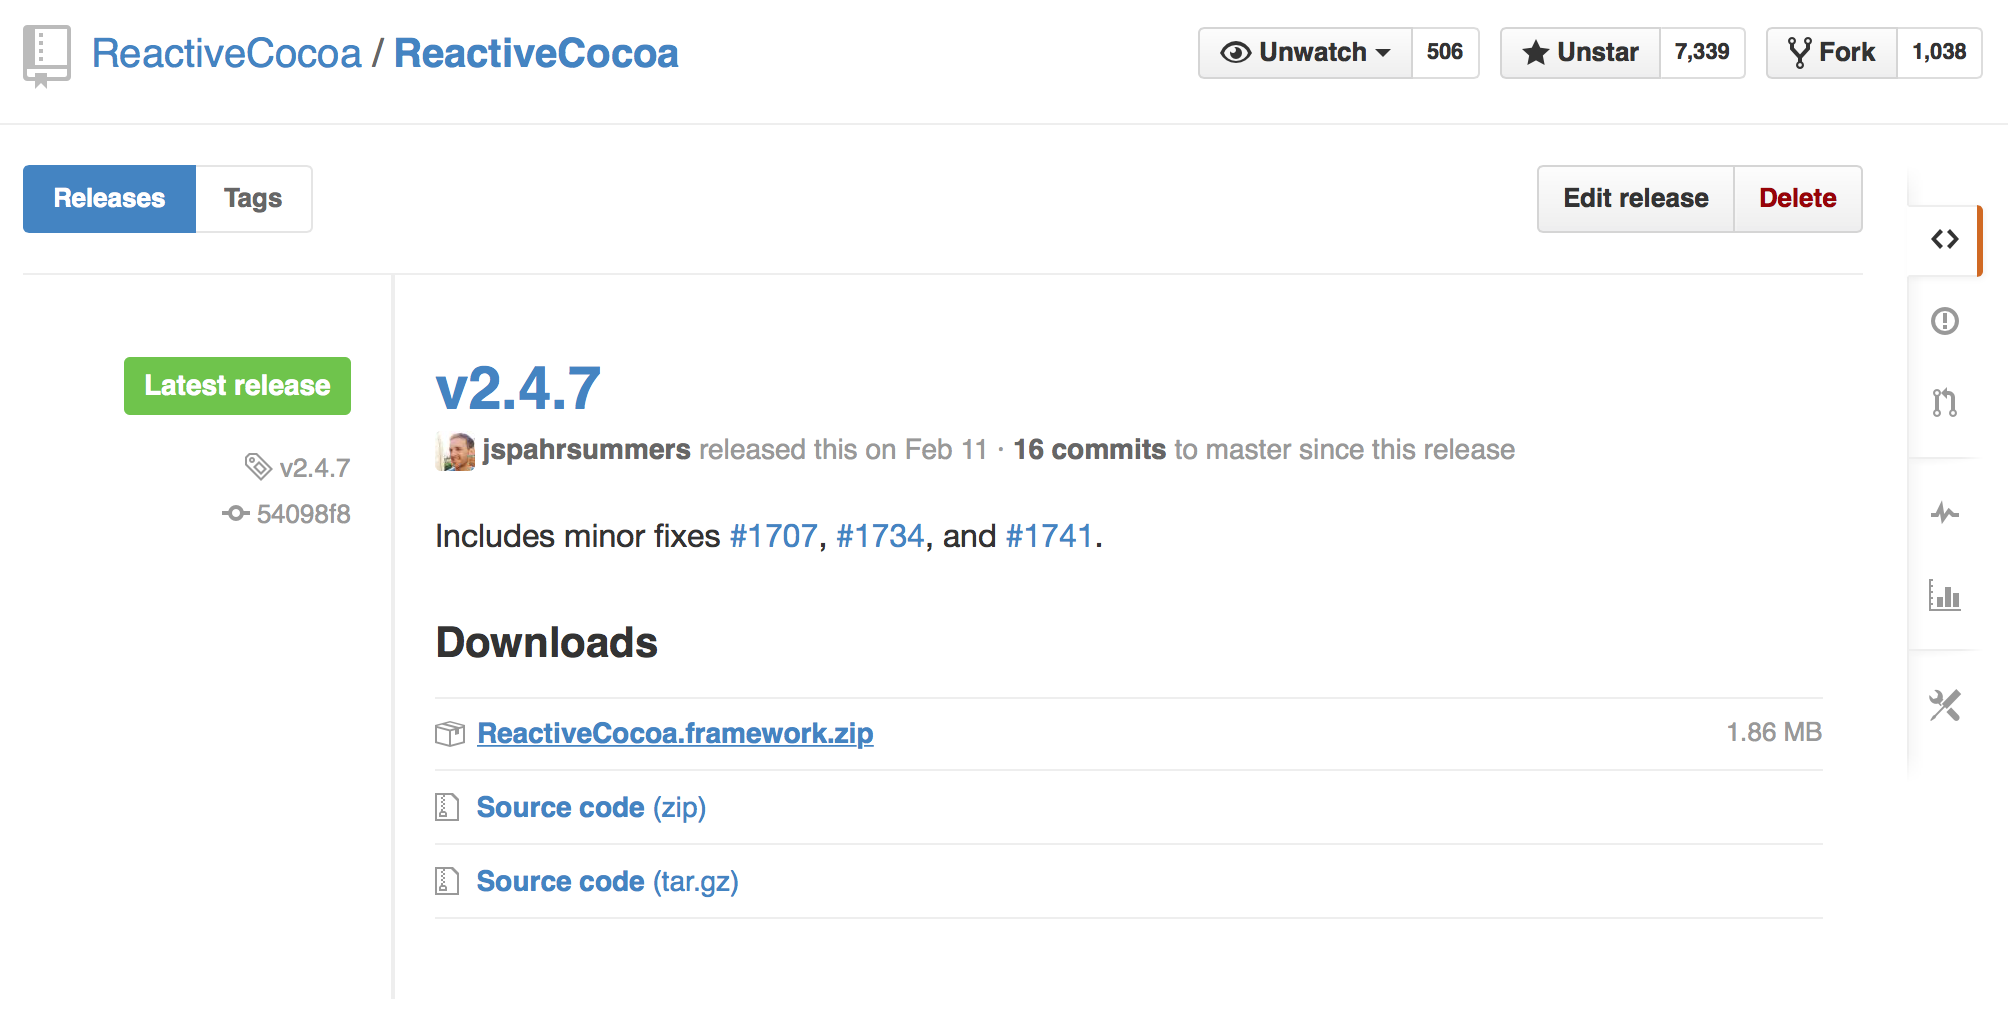 ReactiveCocoa / ReactiveCocoa
Unwatch 506 Unstar 7,339 Fork 1,038
Releases Tags Edit release Delete
Latest release
v2.4.7
54098f8
v2.4.7
jspahrsummers released this on Feb 11 · 16 commits to master since this release
Includes minor fixes #1707, #1734, and #1741.
Downloads
ReactiveCocoa.framework.zip 1.86 MB
Source code (zip)
Source code (tar.gz)